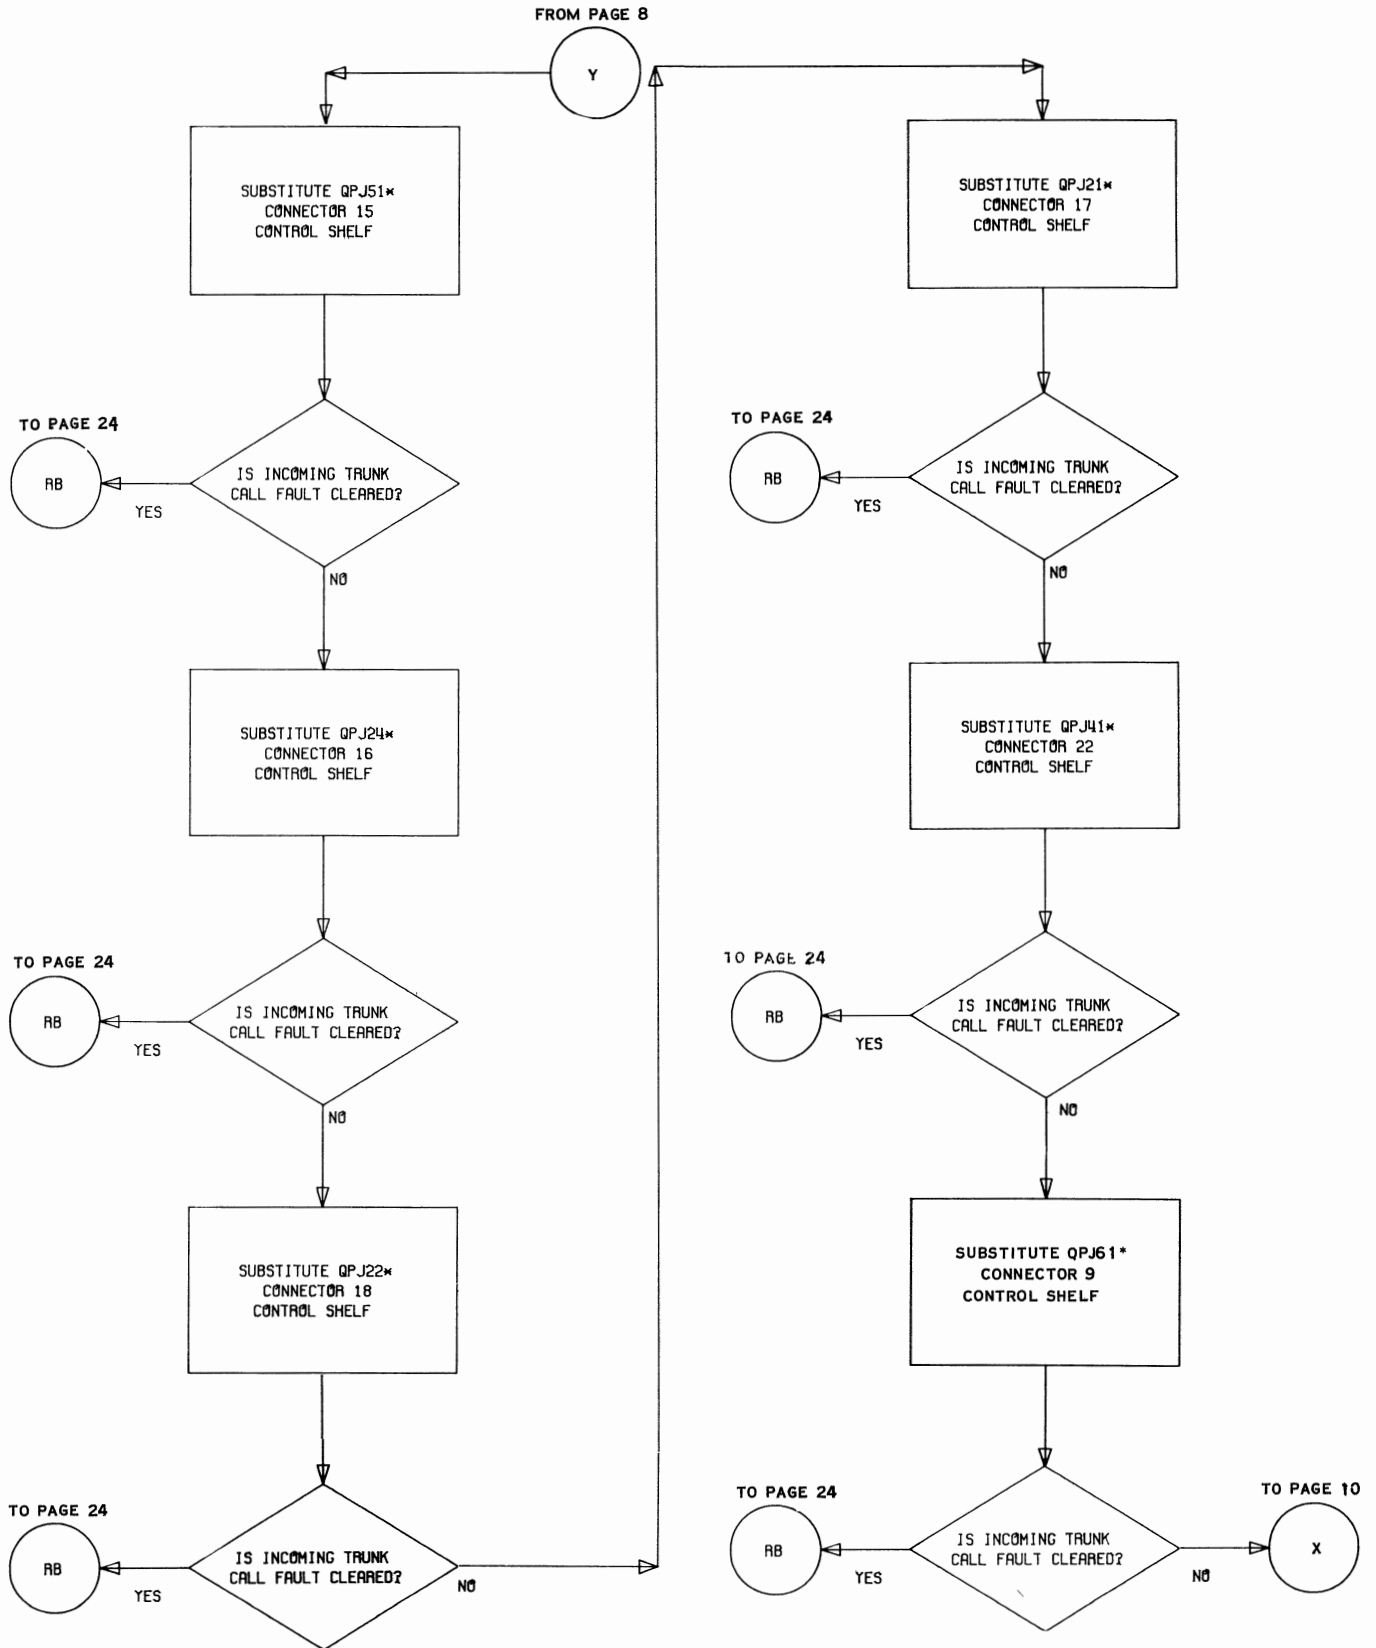 FROM PAGE 8
Y
SUBSTITUTE QPJ51*
CONNECTOR 15
CONTROL SHELF
TO PAGE 24
RB
YES
IS INCOMING TRUNK
CALL FAULT CLEARED?
NO
SUBSTITUTE QPJ24*
CONNECTOR 16
CONTROL SHELF
TO PAGE 24
RB
YES
IS INCOMING TRUNK
CALL FAULT CLEARED?
NO
SUBSTITUTE QPJ22*
CONNECTOR 18
CONTROL SHELF
TO PAGE 24
RB
YES
IS INCOMING TRUNK
CALL FAULT CLEARED?
NO
SUBSTITUTE QPJ21*
CONNECTOR 17
CONTROL SHELF
TO PAGE 24
RB
YES
IS INCOMING TRUNK
CALL FAULT CLEARED?
NO
SUBSTITUTE QPJ41*
CONNECTOR 22
CONTROL SHELF
TO PAGE 24
RB
YES
IS INCOMING TRUNK
CALL FAULT CLEARED?
NO
SUBSTITUTE QPJ61*
CONNECTOR 9
CONTROL SHELF
TO PAGE 24
RB
YES
IS INCOMING TRUNK
CALL FAULT CLEARED?
NO
TO PAGE 10
X